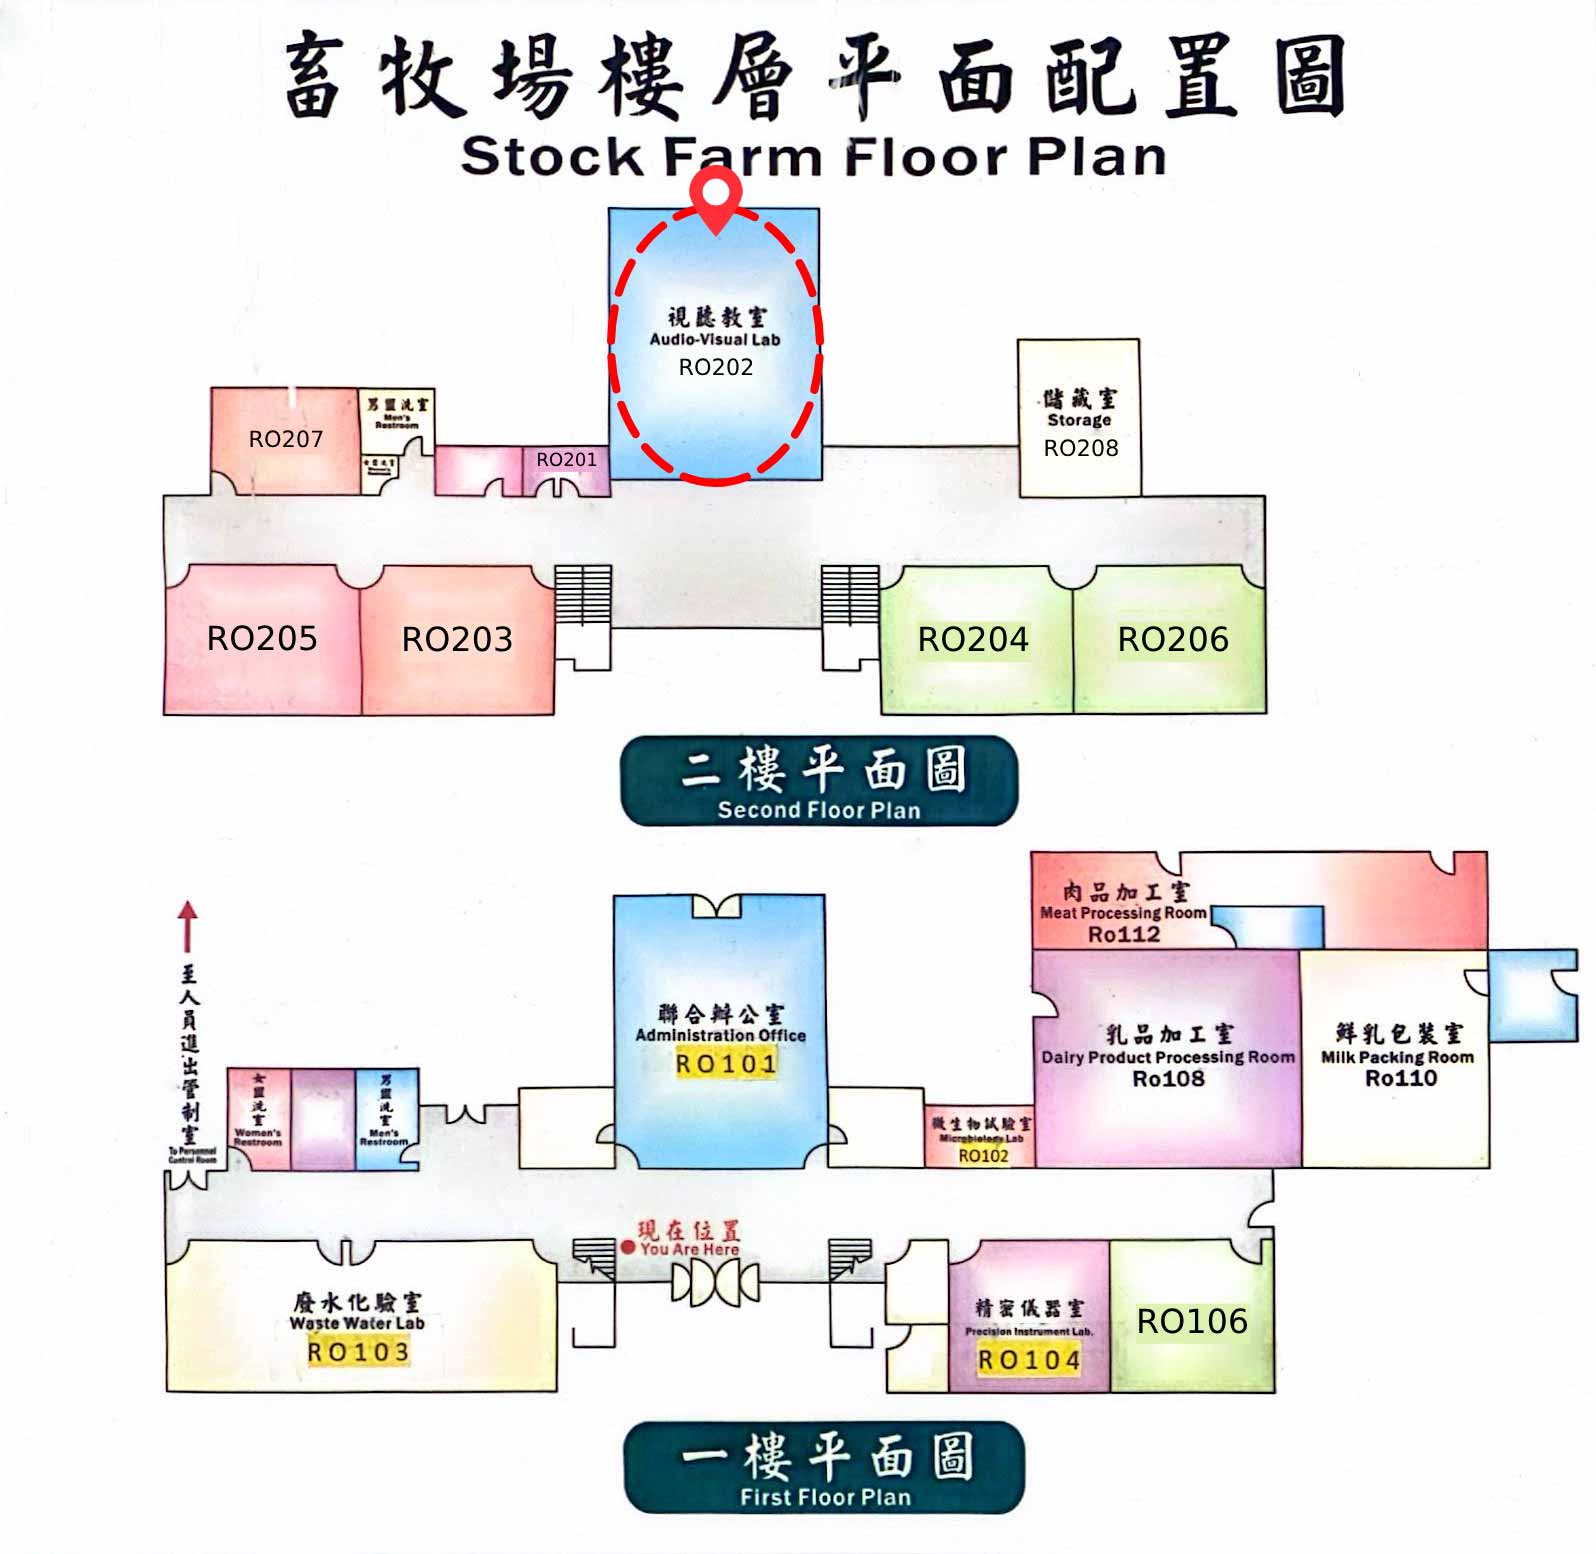 畜牧場樓層平面配置圖
Stock Farm Floor Plan
視聽教室
Audio-Visual Lab
RO202
儲藏室
Storage
RO208
RO207
男盥洗室
Men's
Restroom
RO201
RO205
RO203
RO204
RO206
二樓平面圖
Second Floor Plan
肉品加工室
Meat Processing Room
Ro112
聯合辦公室
Administration Office
RO101
乳品加工室
Dairy Product Processing Room
Ro108
鮮乳包裝室
Milk Packing Room
Ro110
至人員進出管制室
To Personnel
Control Room
女盥洗室
Women's
Restroom
男盥洗室
Men's
Restroom
微生物試驗室
Microbiology Lab
RO102
現在位置
You Are Here
廢水化驗室
Waste Water Lab
RO103
精密儀器室
Precision Instrument Lab.
RO104
RO106
一樓平面圖
First Floor Plan